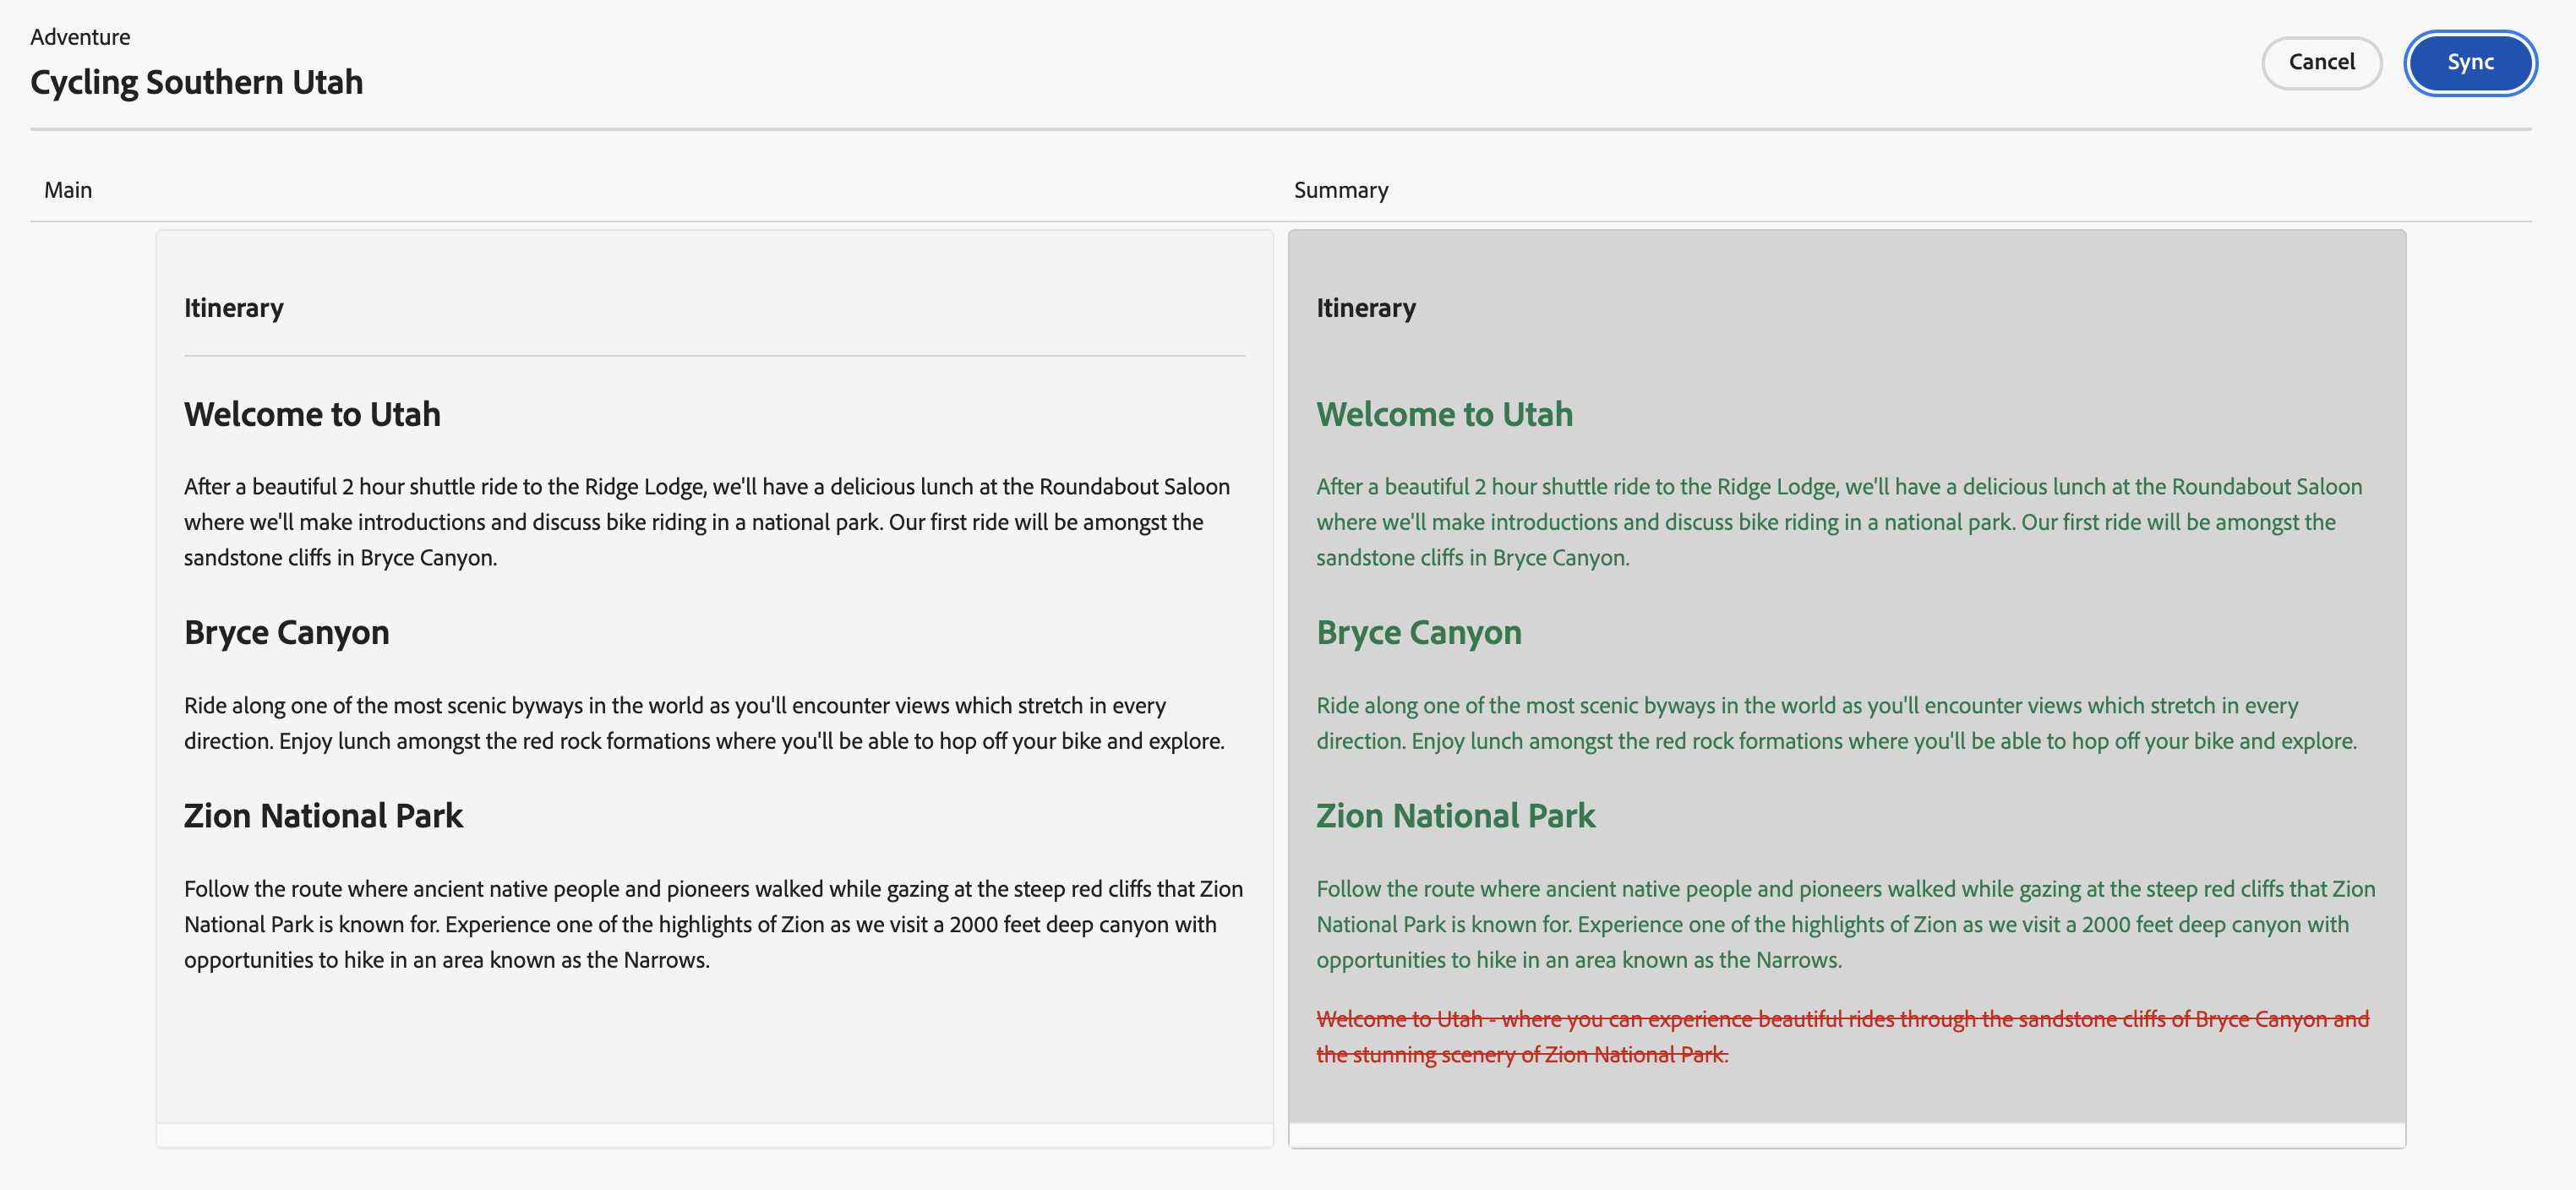 Adventure
Cycling Southern Utah
Cancel
Sync
Main
Summary
Itinerary
Welcome to Utah
After a beautiful 2 hour shuttle ride to the Ridge Lodge, we'll have a delicious lunch at the Roundabout Saloon
where we'll make introductions and discuss bike riding in a national park. Our first ride will be amongst the
sandstone cliffs in Bryce Canyon.
Bryce Canyon
Ride along one of the most scenic byways in the world as you'll encounter views which stretch in every
direction. Enjoy lunch amongst the red rock formations where you'll be able to hop off your bike and explore.
Zion National Park
Follow the route where ancient native people and pioneers walked while gazing at the steep red cliffs that Zion
National Park is known for. Experience one of the highlights of Zion as we visit a 2000 feet deep canyon with
opportunities to hike in an area known as the Narrows.
Itinerary
Welcome to Utah
After a beautiful 2 hour shuttle ride to the Ridge Lodge, we'll have a delicious lunch at the Roundabout Saloon
where we'll make introductions and discuss bike riding in a national park. Our first ride will be amongst the
sandstone cliffs in Bryce Canyon.
Bryce Canyon
Ride along one of the most scenic byways in the world as you'll encounter views which stretch in every
direction. Enjoy lunch amongst the red rock formations where you'll be able to hop off your bike and explore.
Zion National Park
Follow the route where ancient native people and pioneers walked while gazing at the steep red cliffs that Zion
National Park is known for. Experience one of the highlights of Zion as we visit a 2000 feet deep canyon with
opportunities to hike in an area known as the Narrows.
Welcome to Utah - where you can experience beautiful rides through the sandstone cliffs of Bryce Canyon and
the stunning scenery of Zion National Park.